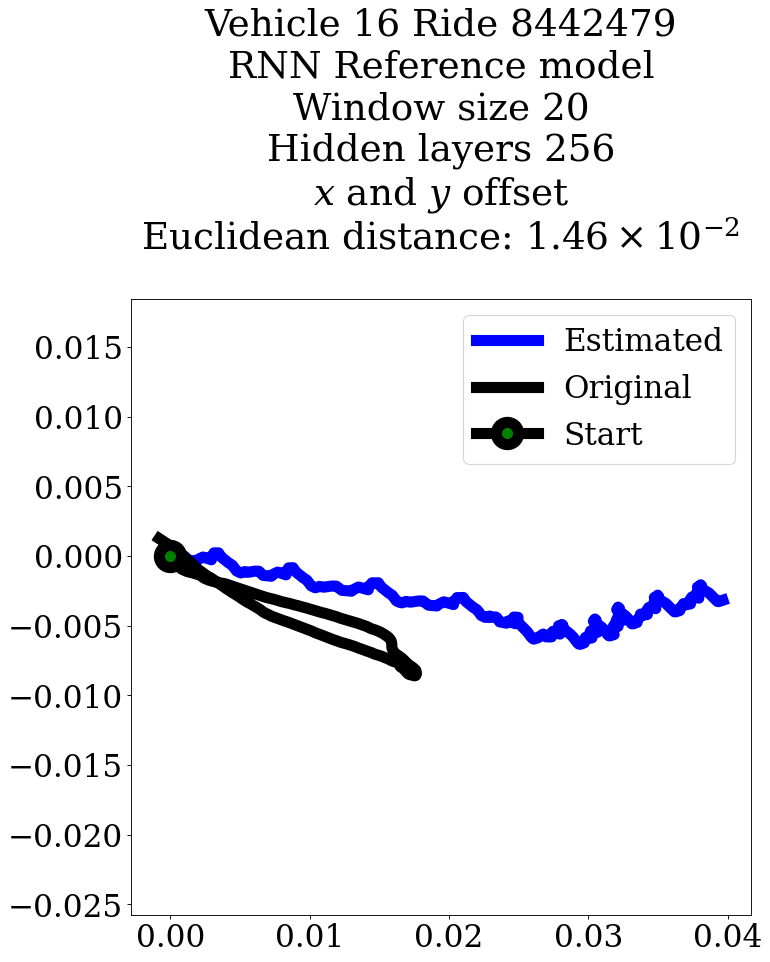 Vehicle 16 Ride 8442479
RNN Reference model
Window size 20
Hidden layers 256
x and y offset
Euclidean distance: 1.46 × 10⁻²
Estimated
Original
Start
0.015
0.010
0.005
0.000
−0.005
−0.010
−0.015
−0.020
−0.025
0.00 0.01 0.02 0.03 0.04